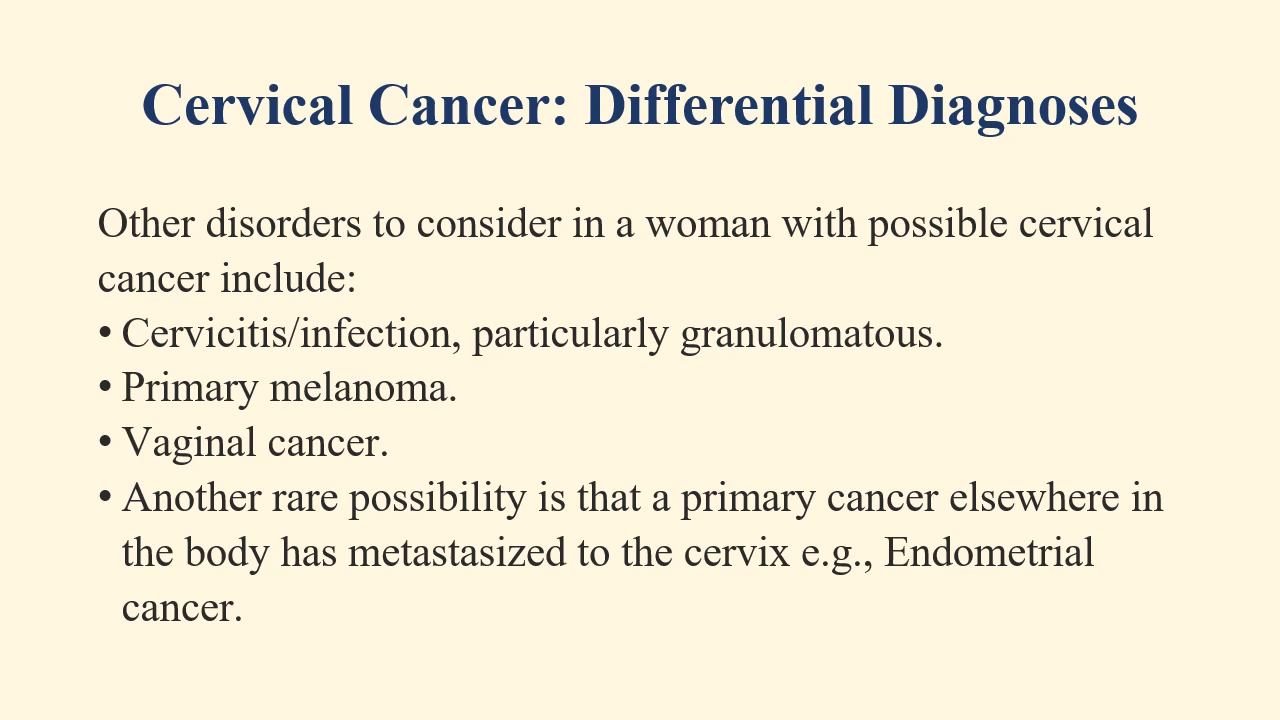 Cervical Cancer: Differential Diagnoses
Other disorders to consider in a woman with possible cervical
cancer include:
• Cervicitis/infection, particularly granulomatous.
• Primary melanoma.
• Vaginal cancer.
• Another rare possibility is that a primary cancer elsewhere in
the body has metastasized to the cervix e.g., Endometrial
cancer.